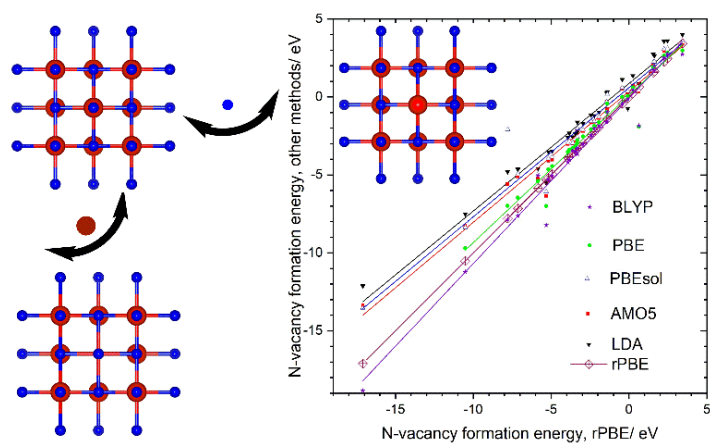 N-vacancy formation energy, other methods/ eV
5
0
-5
-10
-15
BLYP
PBE
PBEsol
AMO5
LDA
rPBE
-15
-10
-5
0
5
N-vacancy formation energy, rPBE/ eV